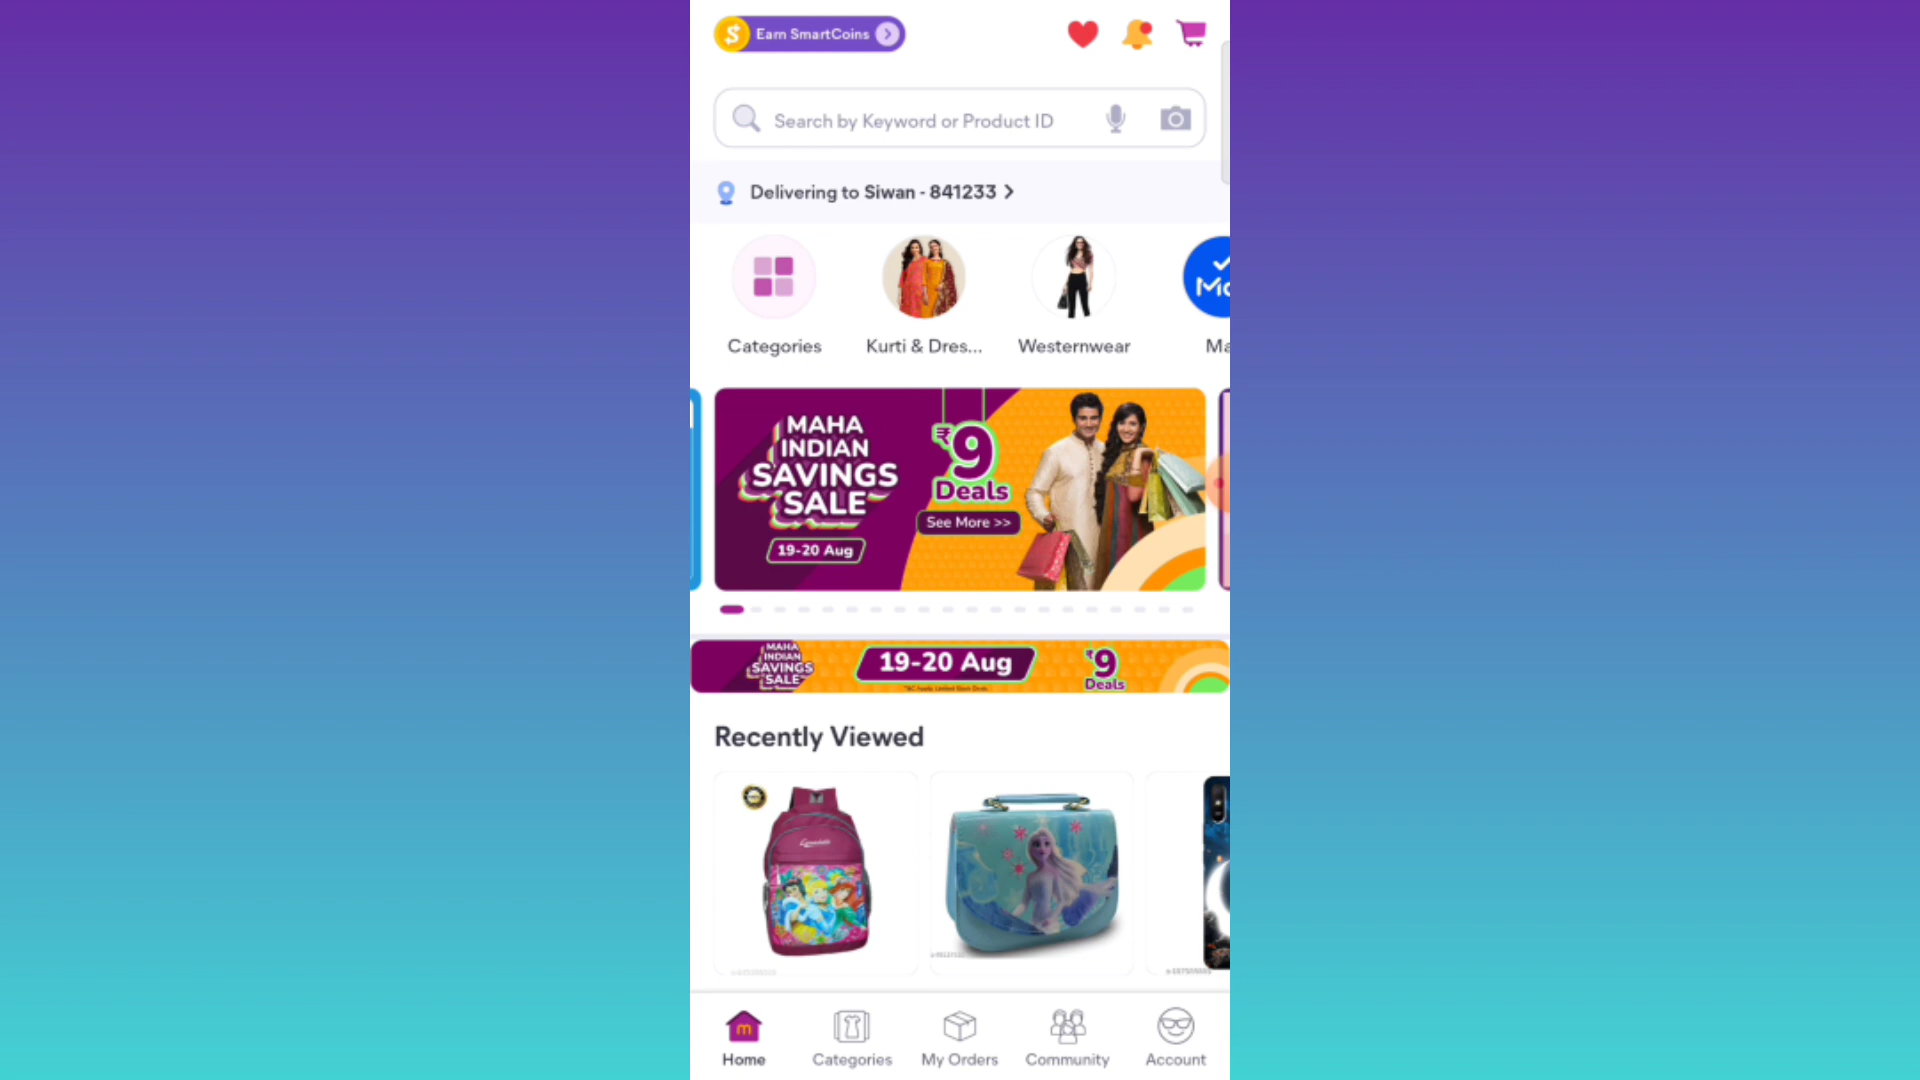 Earn SmartCoins
Search by Keyword or Product ID
Delivering to Siwan - 841233
Categories
Kurti & Dres...
Westernwear
Ma
MAHA
INDIAN
SAVINGS
SALE
19-20 Aug
₹9
Deals
See More >>
MAHA
INDIAN
SAVINGS
SALE
19-20 Aug
₹9
Deals
Recently Viewed
Home
Categories
My Orders
Community
Account